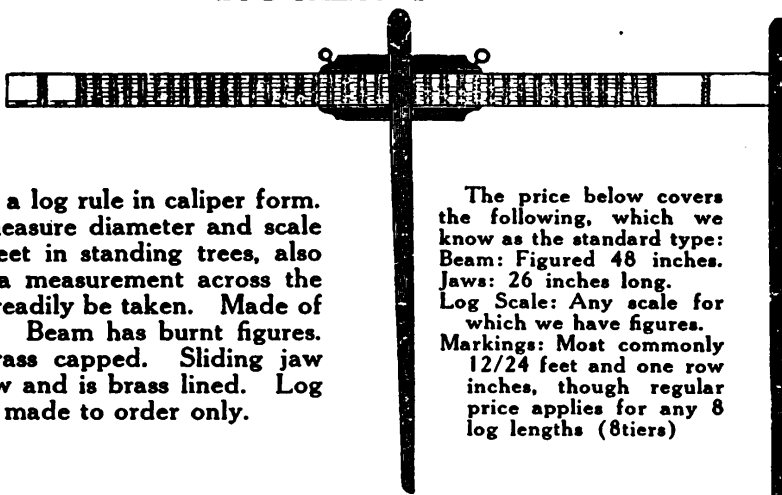 a log rule in caliper form.
easure diameter and scale
eet in standing trees, also
a measurement across the
readily be taken. Made of
Beam has burnt figures.
rass capped. Sliding jaw
w and is brass lined. Log
made to order only.
The price below covers
the following, which we
know as the standard type:
Beam: Figured 48 inches.
Jaws: 26 inches long.
Log Scale: Any scale for
which we have figures.
Markings: Most commonly
12/24 feet and one row
inches, though regular
price applies for any 8
log lengths (8tiers)